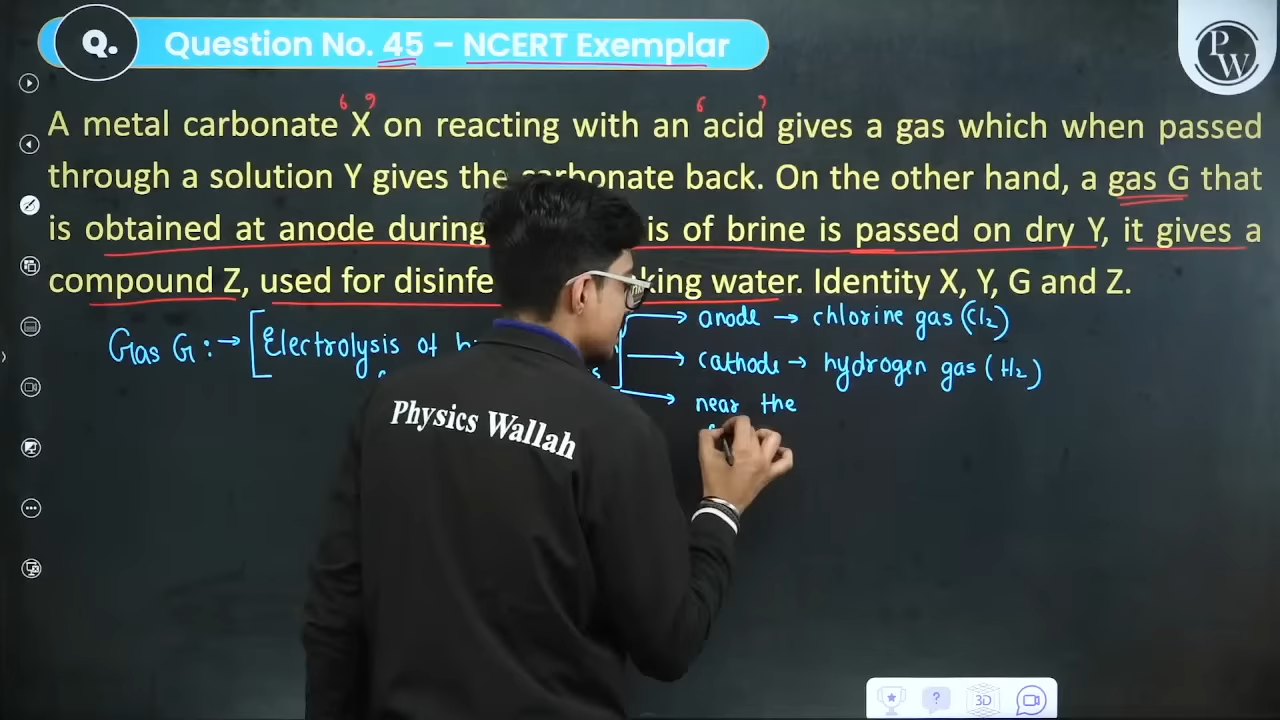 Q. Question No. 45 – NCERT Exemplar
PW
A metal carbonate X on reacting with an acid gives a gas which when passed
through a solution Y gives the carbonate back. On the other hand, a gas G that
is obtained at anode during is of brine is passed on dry Y, it gives a
compound Z, used for disinfe king water. Identity X, Y, G and Z.
Gas G : → [ Electrolysis of
anode → chlorine gas (Cl₂)
cathode → hydrogen gas (H₂)
near the
Physics Wallah
3D